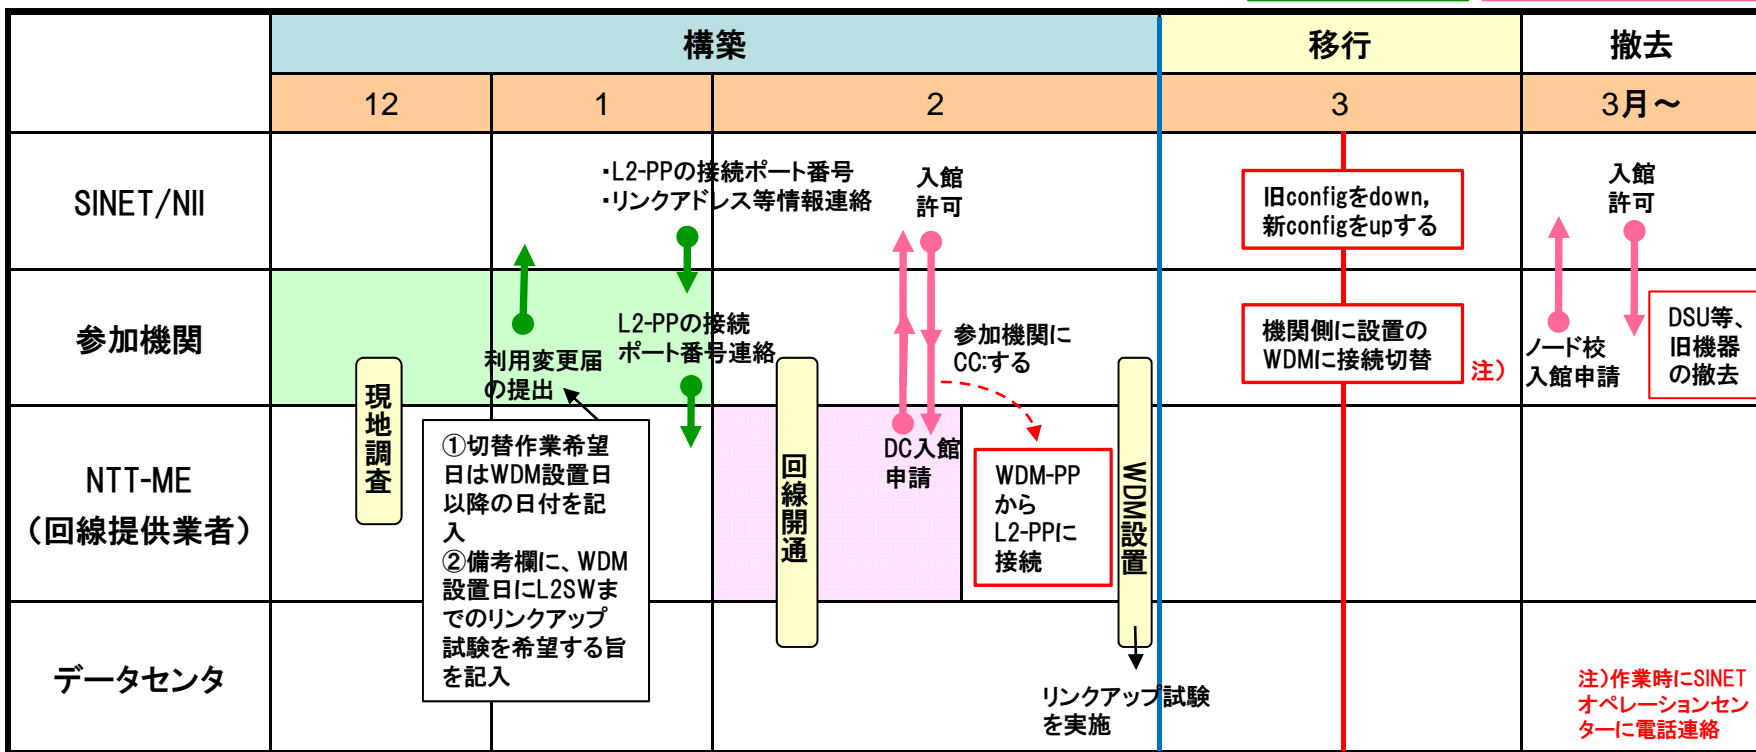 構築
移行
撤去
12
1
2
3
3月～
SINET/NII
・L2-PPの接続ポート番号
・リンクアドレス等情報連絡
入館
許可
旧configをdown,
新configをupする
入館
許可
参加機関
利用変更届
の提出
L2-PPの接続
ポート番号連絡
参加機関に
CC:する
機関側に設置の
WDMに接続切替
注）
ノード校
入館申請
DSU等、
旧機器
の撤去
NTT-ME
（回線提供業者）
現地調査
①切替作業希望
日はWDM設置日
以降の日付を記
入
②備考欄に、WDM
設置日にL2SWま
でのリンクアップ
試験を希望する旨
を記入
回線開通
DC入館
申請
WDM-PP
から
L2-PPに
接続
WDM設置
データセンタ
リンクアップ試験
を実施
注）作業時にSINET
オペレーションセン
ターに電話連絡